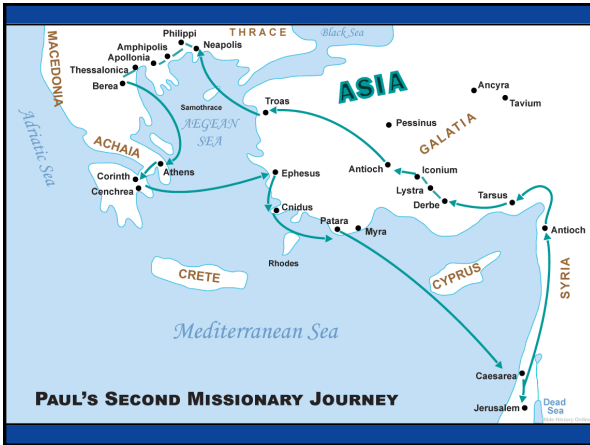 THRACE
Black Sea
MACEDONIA
Philippi
Neapolis
Amphipolis
Apollonia
Thessalonica
Berea
ASIA
Ancyra
Tavium
Samothrace
Troas
AEGEAN
SEA
Pessinus
GALATIA
Adriatic Sea
ACHAIA
Athens
Corinth
Cenchrea
Ephesus
Antioch
Iconium
Lystra
Derbe
Tarsus
Cnidus
Patara
Myra
Antioch
Rhodes
CRETE
CYPRUS
SYRIA
Mediterranean Sea
Caesarea
PAUL'S SECOND MISSIONARY JOURNEY
Jerusalem
Dead
Sea